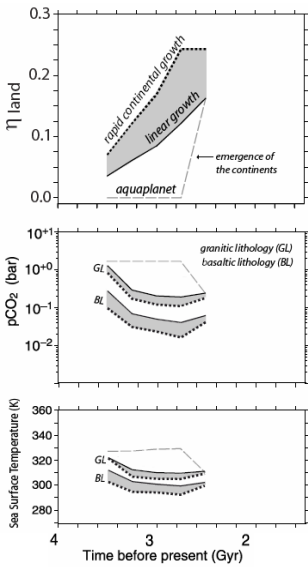 0.3
0.2
0.1
0.0
η land
rapid continental growth
linear growth
aquaplanet
emergence of
the continents
10+1
10+0
10−1
10−2
pCO2 (bar)
granitic lithology (GL)
basaltic lithology (BL)
GL
BL
360
340
320
300
280
Sea Surface Temperature (K)
GL
BL
4
3
2
Time before present (Gyr)